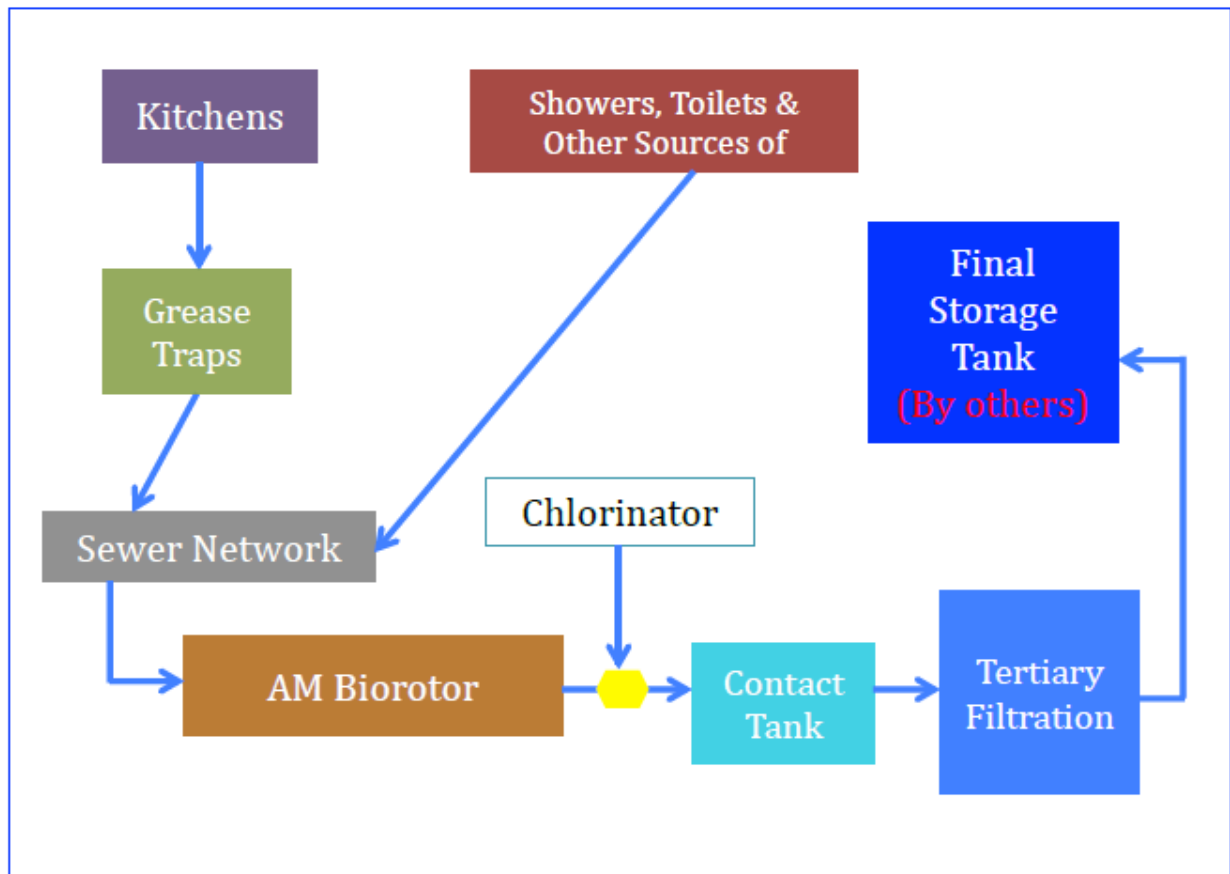 Kitchens
Showers, Toilets &
Other Sources of
Grease
Traps
Final
Storage
Tank
(By others)
Chlorinator
Sewer Network
AM Biorotor
Contact
Tank
Tertiary
Filtration